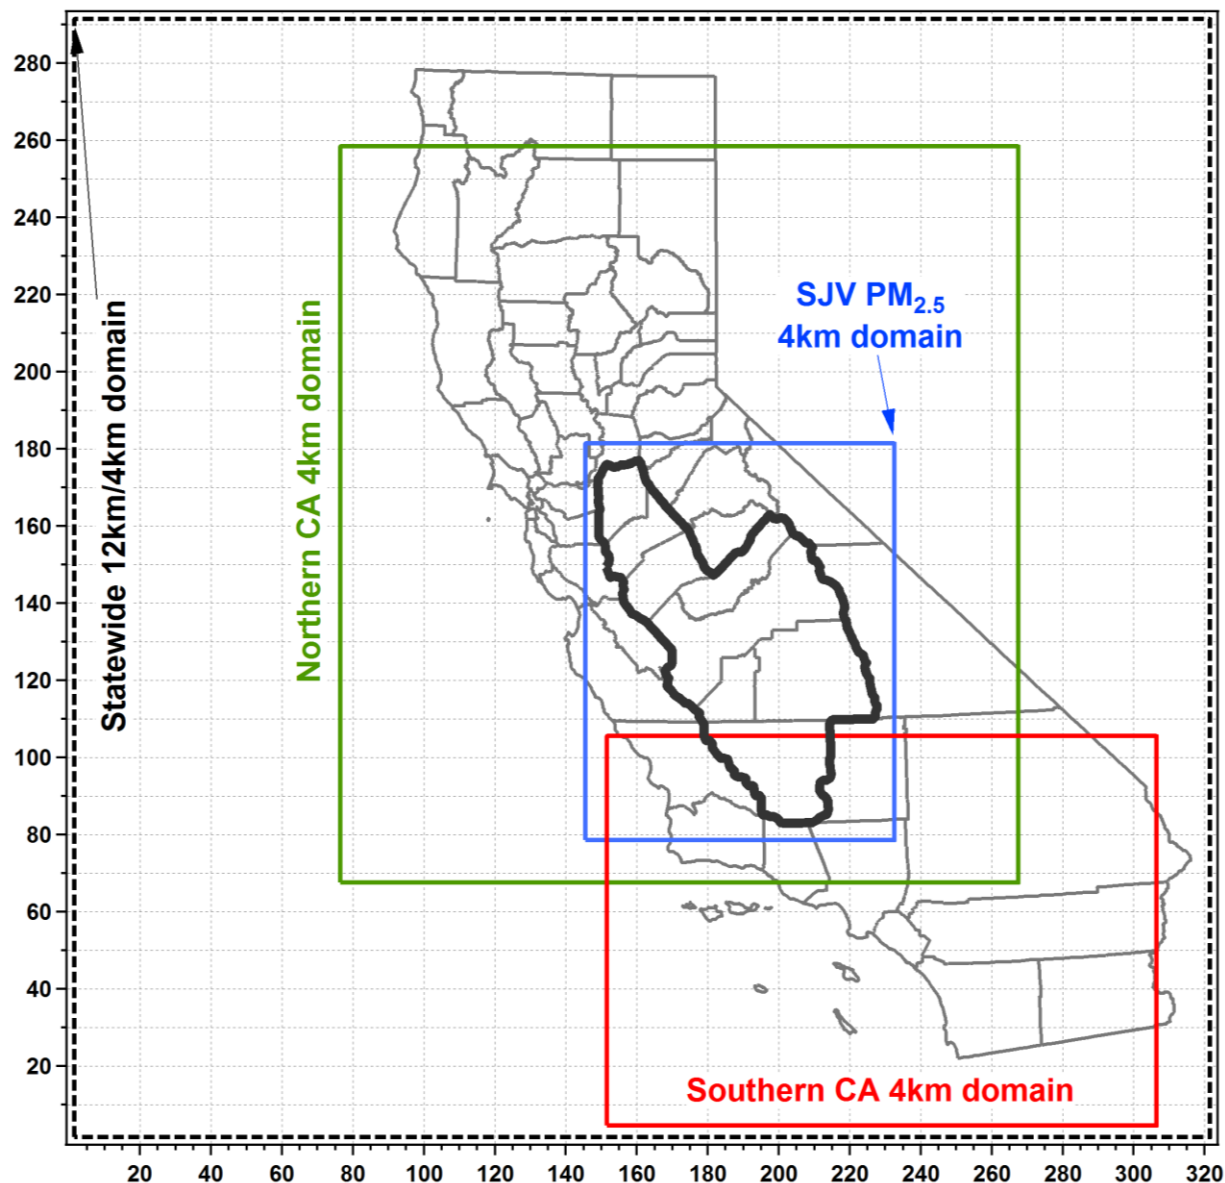 280
260
240
220
200
180
160
140
120
100
80
60
40
20
Statewide 12km/4km domain
Northern CA 4km domain
SJV PM2.5
4km domain
Southern CA 4km domain
20 40 60 80 100 120 140 160 180 200 220 240 260 280 300 320